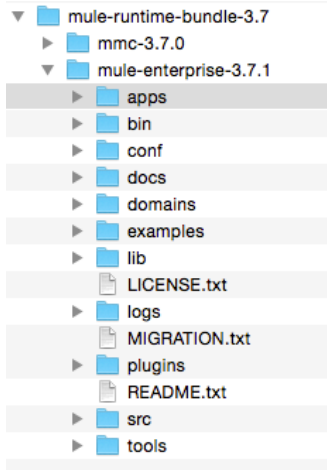 mule-runtime-bundle-3.7
mmc-3.7.0
mule-enterprise-3.7.1
apps
bin
conf
docs
domains
examples
lib
LICENSE.txt
logs
MIGRATION.txt
plugins
README.txt
src
tools